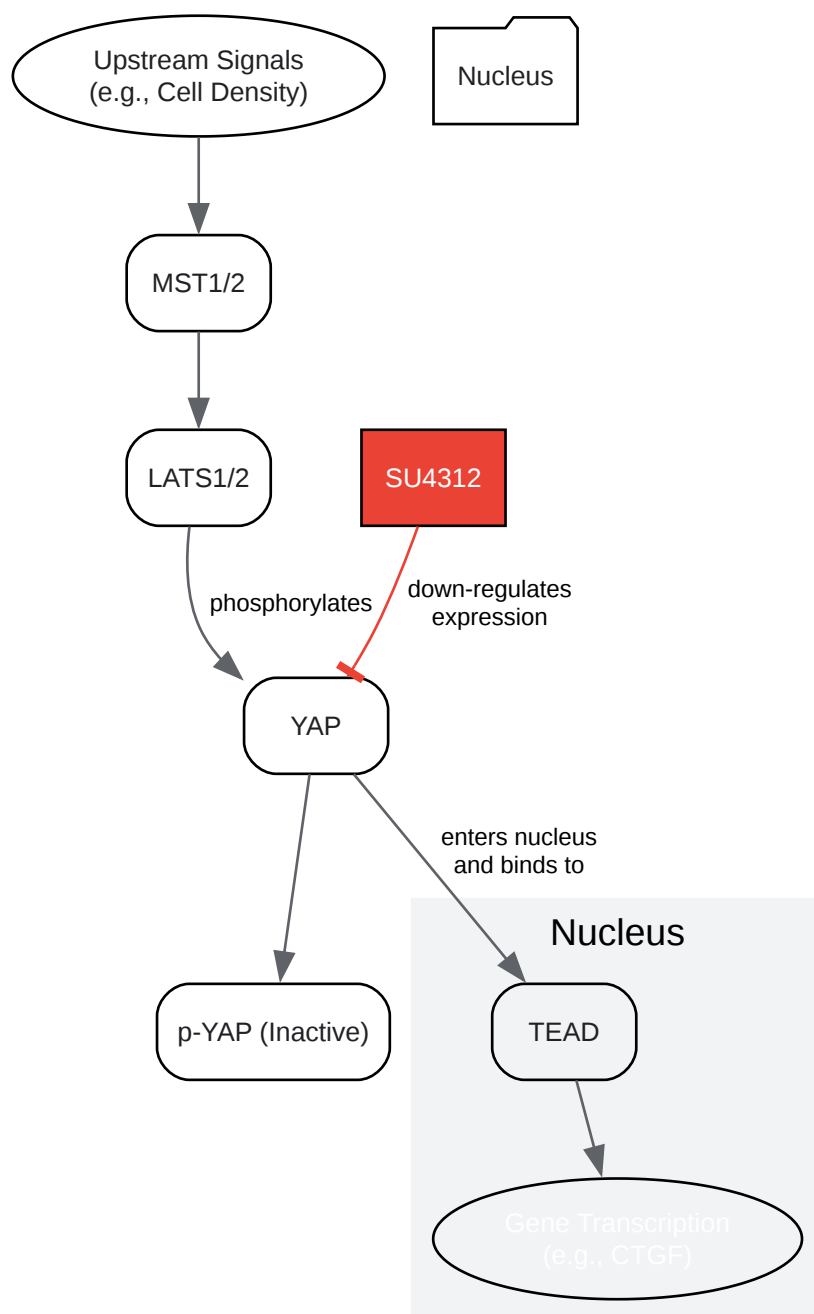 Upstream Signals
(e.g., Cell Density)
Nucleus
MST1/2
LATS1/2
SU4312
phosphorylates
down-regulates
expression
YAP
enters nucleus
and binds to
Nucleus
p-YAP (Inactive)
TEAD
Gene Transcription
(e.g., CTGF)